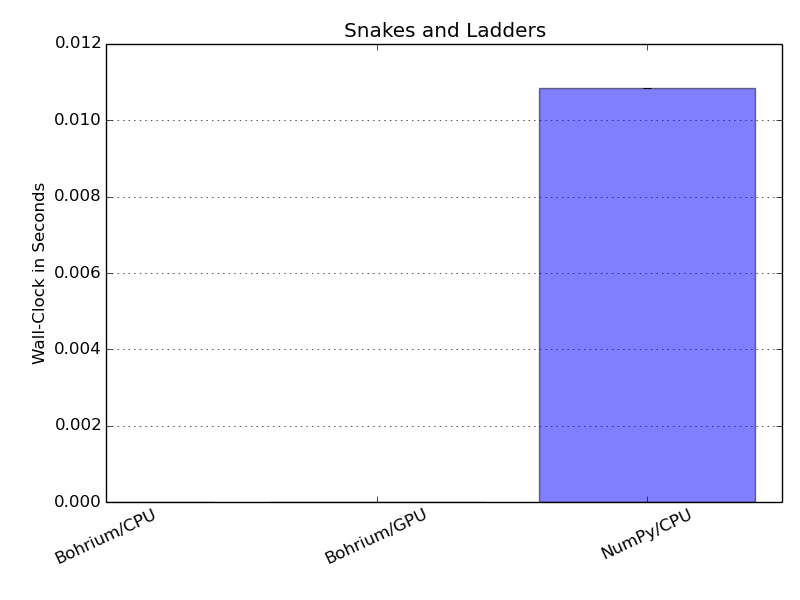 Snakes and Ladders
Wall-Clock in Seconds
0.012
0.010
0.008
0.006
0.004
0.002
0.000
Bohrium/CPU
Bohrium/GPU
NumPy/CPU